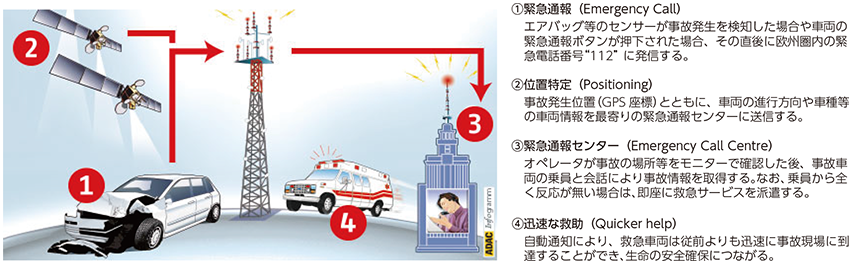 2
1
3
4
ADAC Infogramm
①緊急通報（Emergency Call）
エアバッグ等のセンサーが事故発生を検知した場合や車両の
緊急通報ボタンが押下された場合、その直後に欧州圏内の緊
急電話番号“112”に発信する。
②位置特定（Positioning）
事故発生位置（GPS 座標）とともに、車両の進行方向や車種等
の車両情報を最寄りの緊急通報センターに送信する。
③緊急通報センター（Emergency Call Centre）
オペレータが事故の場所等をモニターで確認した後、事故車
両の乗員と会話により事故情報を取得する。なお、乗員から全
く反応が無い場合は、即座に救急サービスを派遣する。
④迅速な救助（Quicker help）
自動通知により、救急車両は従前よりも迅速に事故現場に到
達することができ、生命の安全確保につながる。